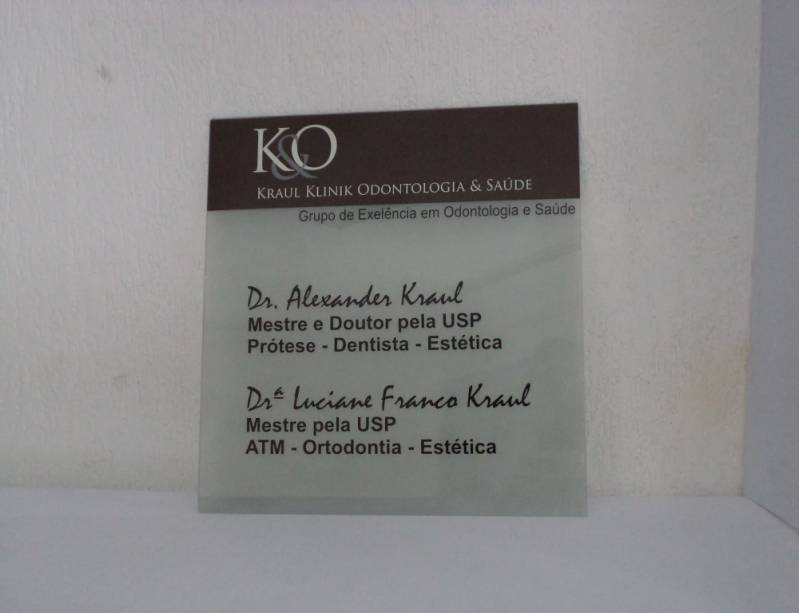 K&O
KRAUL KLINIK ODONTOLOGIA & SAÚDE
Grupo de Exelência em Odontologia e Saúde
Dr. Alexander Kraul
Mestre e Doutor pela USP
Prótese - Dentista - Estética
Drª Luciane Franco Kraul
Mestre pela USP
ATM - Ortodontia - Estética